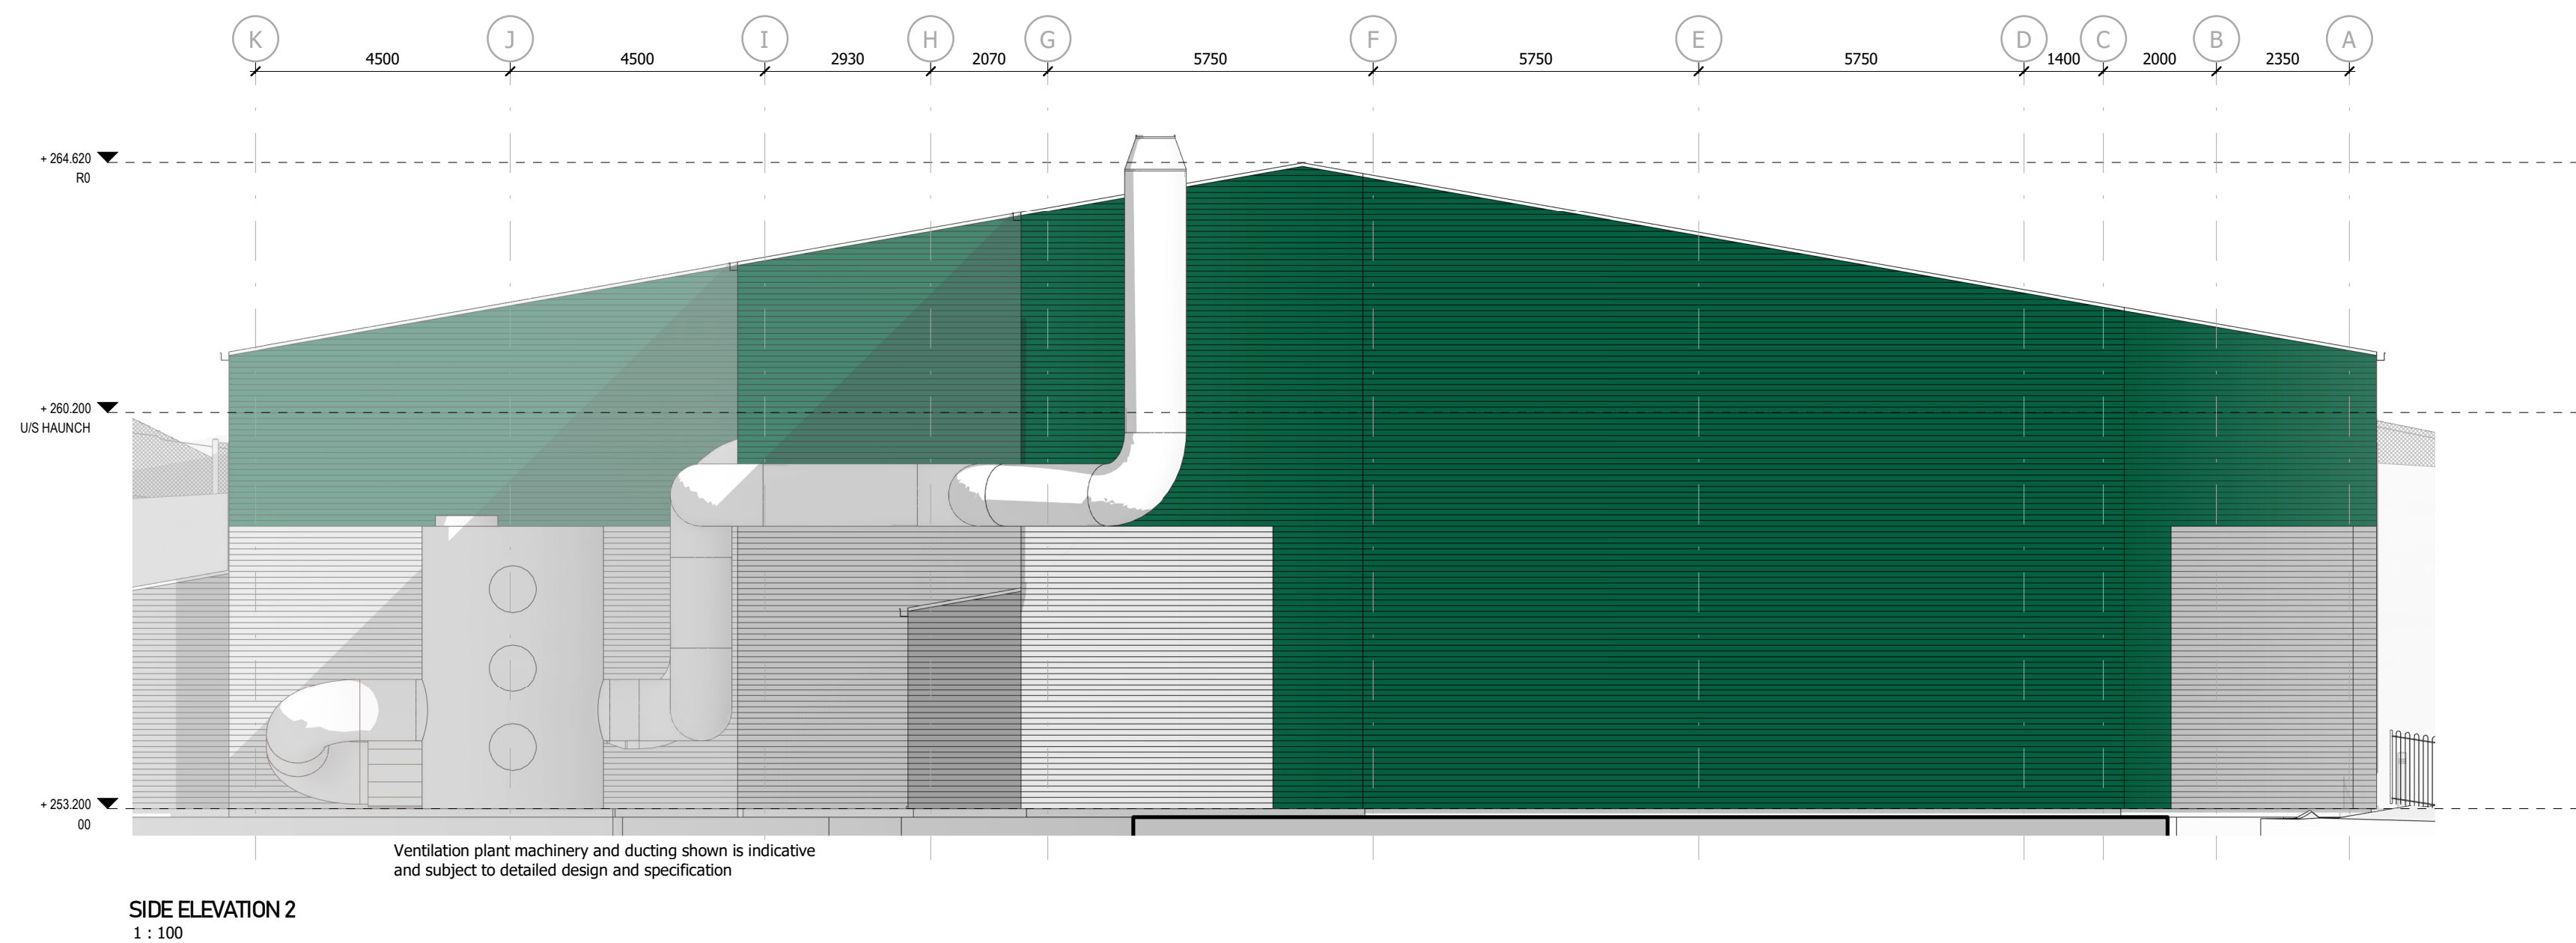 K J I H G F E D C B A
4500 4500 2930 2070 5750 5750 5750 1400 2000 2350
+ 264.620
R0
+ 260.200
U/S HAUNCH
+ 253.200
00
Ventilation plant machinery and ducting shown is indicative
and subject to detailed design and specification
SIDE ELEVATION 2
1 : 100